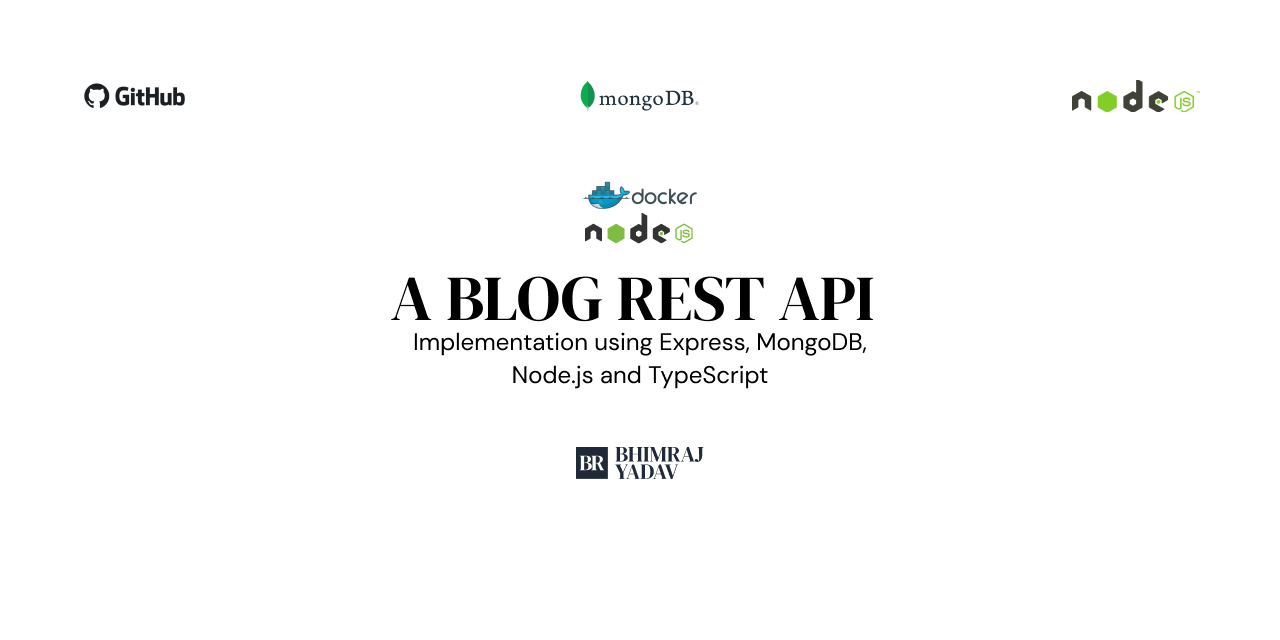 GitHub
mongoDB®
node JS™
docker
node JS
A BLOG REST API
Implementation using Express, MongoDB,
Node.js and TypeScript
BR BHIMRAJ
YADAV